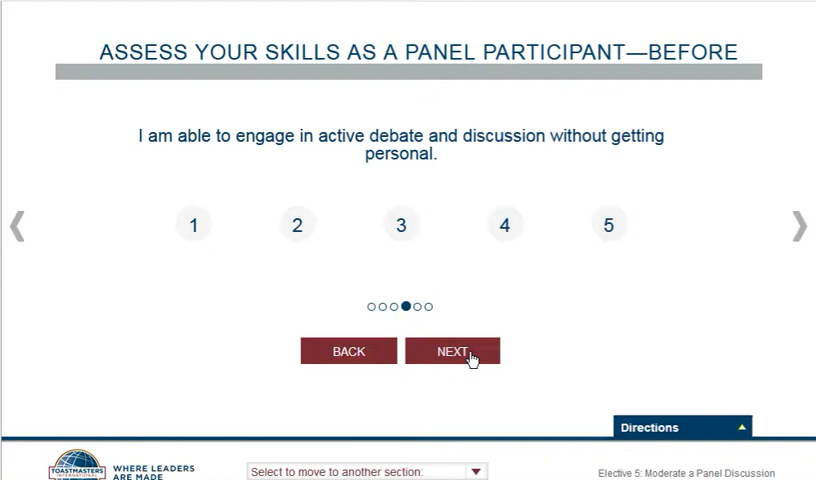 ASSESS YOUR SKILLS AS A PANEL PARTICIPANT—BEFORE
I am able to engage in active debate and discussion without getting
personal.
1 2 3 4 5
BACK NEXT
Directions
TOASTMASTERS
INTERNATIONAL
WHERE LEADERS
ARE MADE
Select to move to another section:
Elective 5: Moderate a Panel Discussion